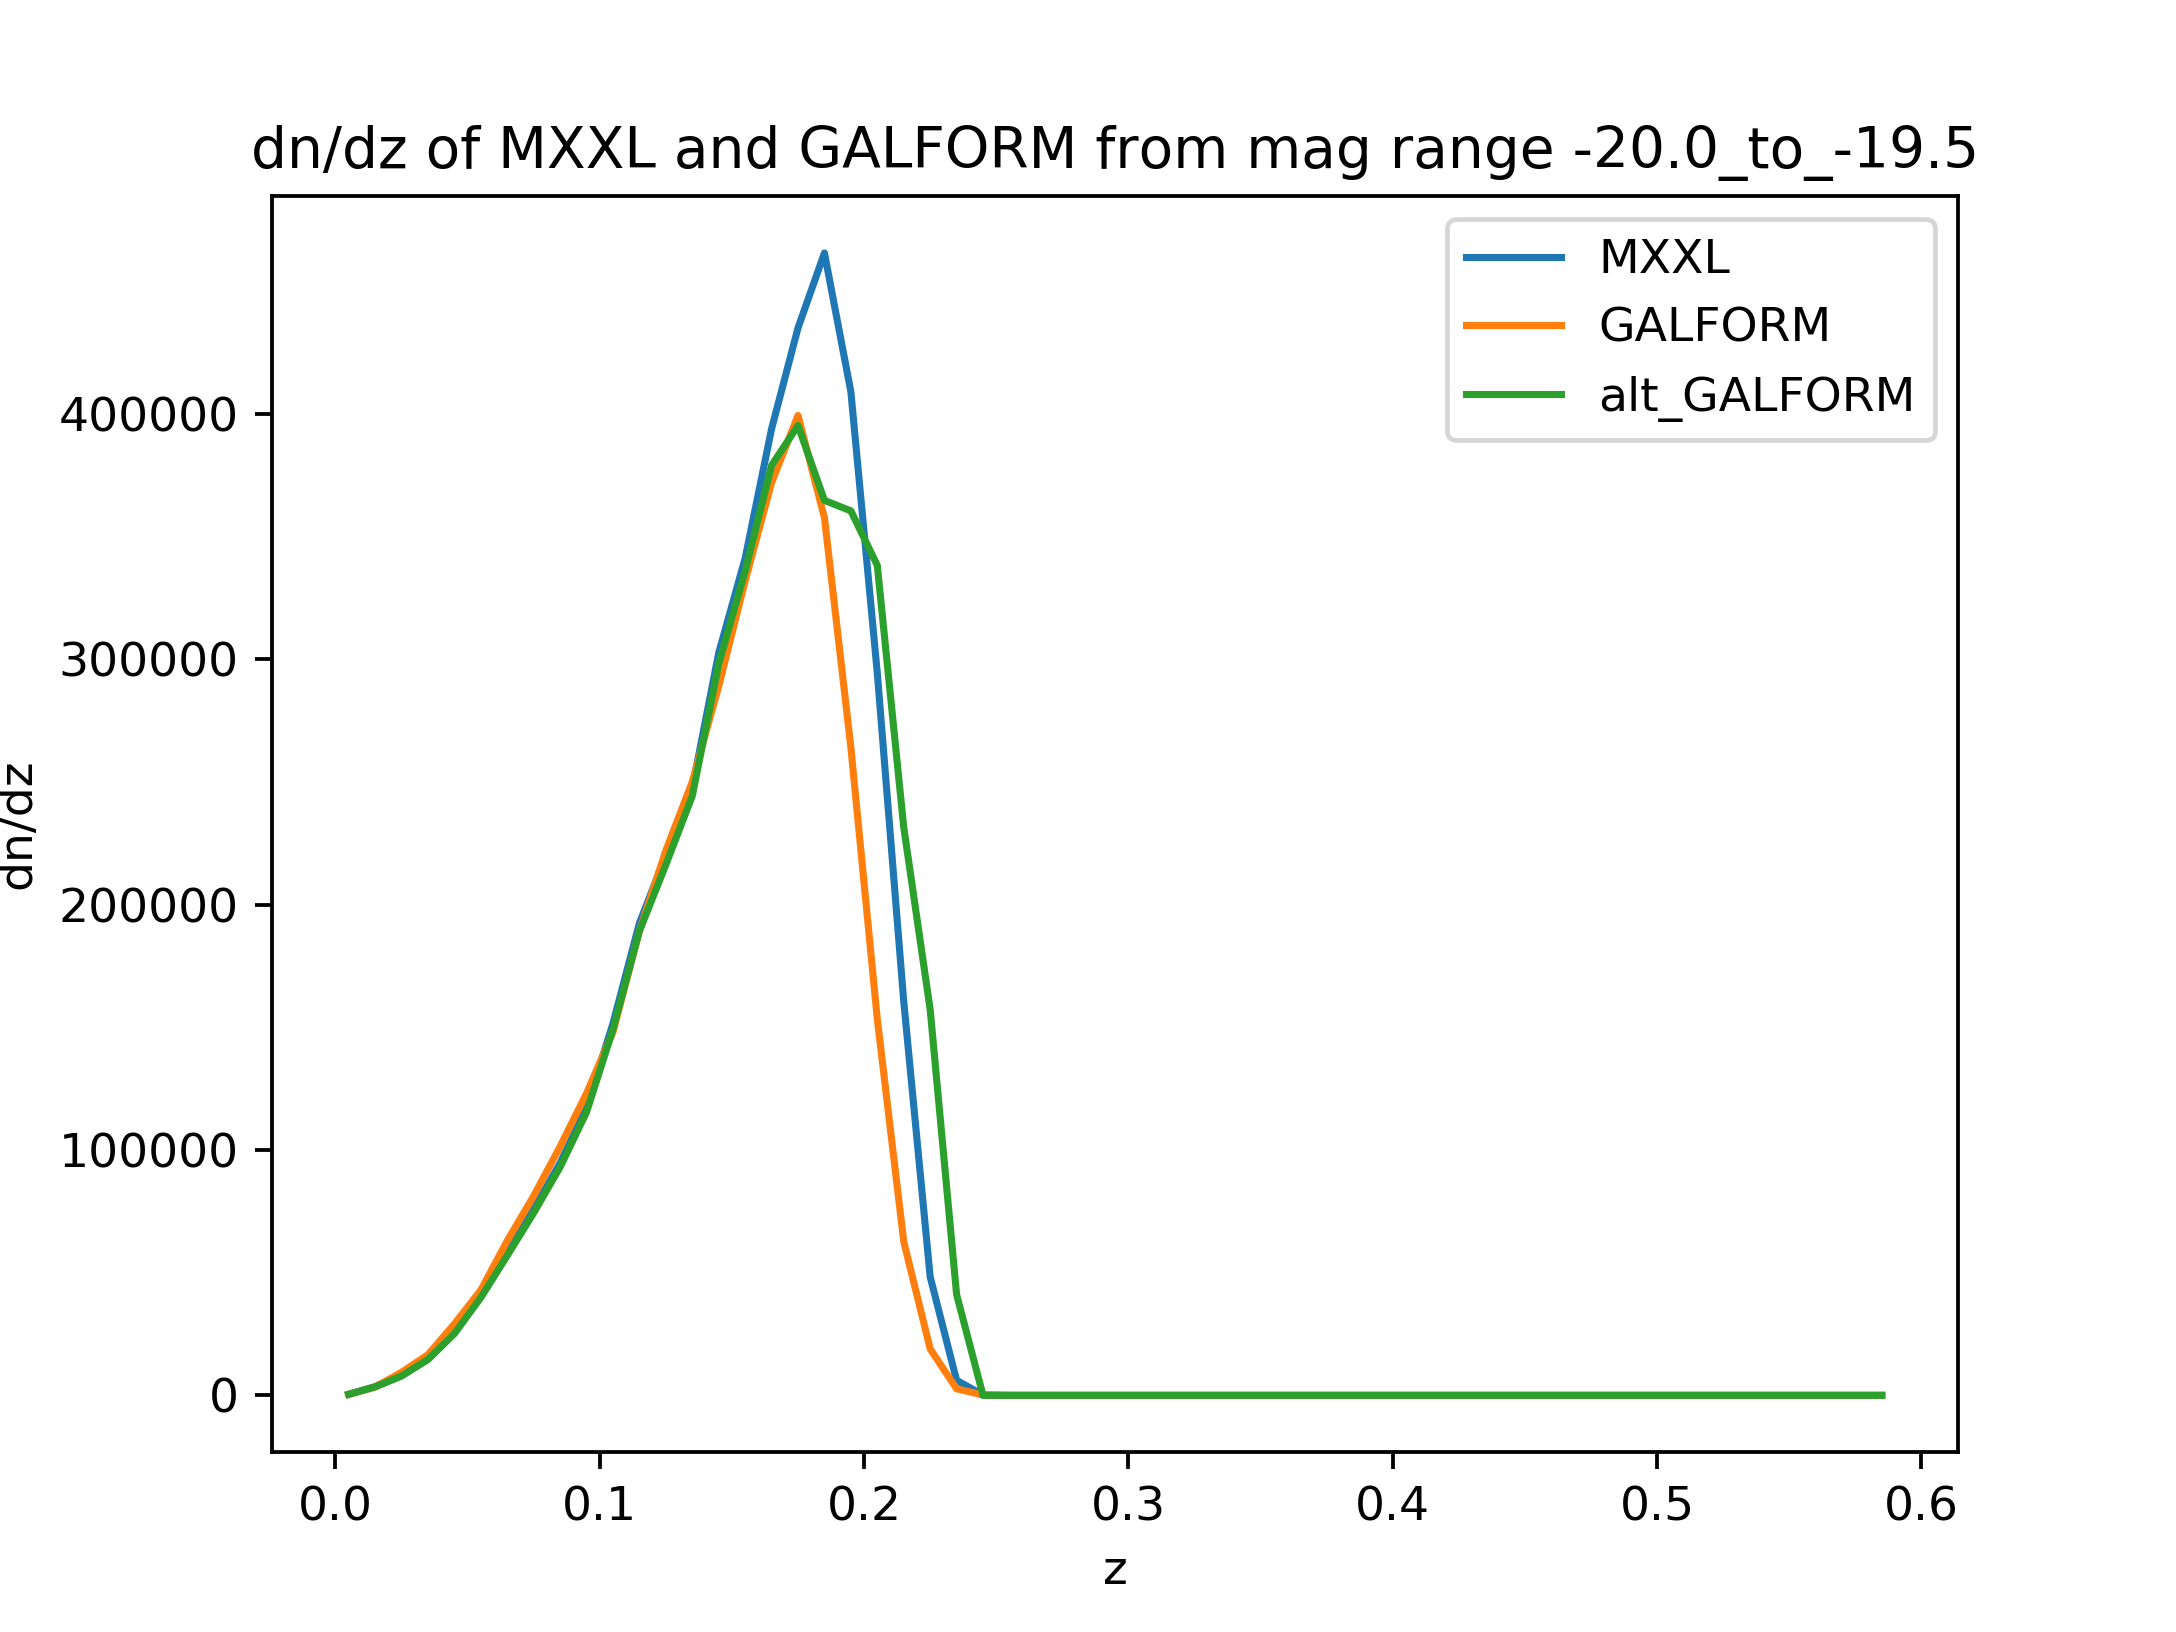 dn/dz of MXXL and GALFORM from mag range -20.0_to_-19.5
MXXL
GALFORM
alt_GALFORM
dn/dz
400000
300000
200000
100000
0
0.0 0.1 0.2 0.3 0.4 0.5 0.6
z